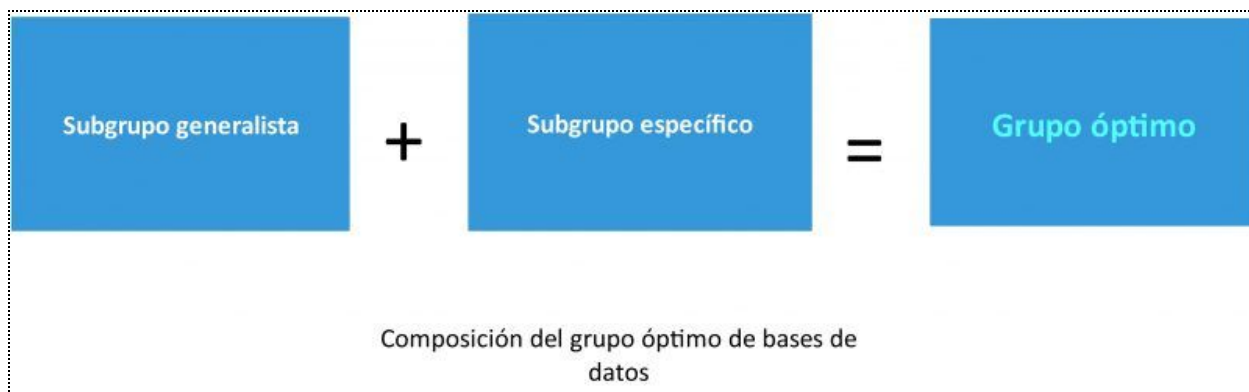 Subgrupo generalista
+
Subgrupo específico
=
Grupo óptimo
Composición del grupo óptimo de bases de
datos